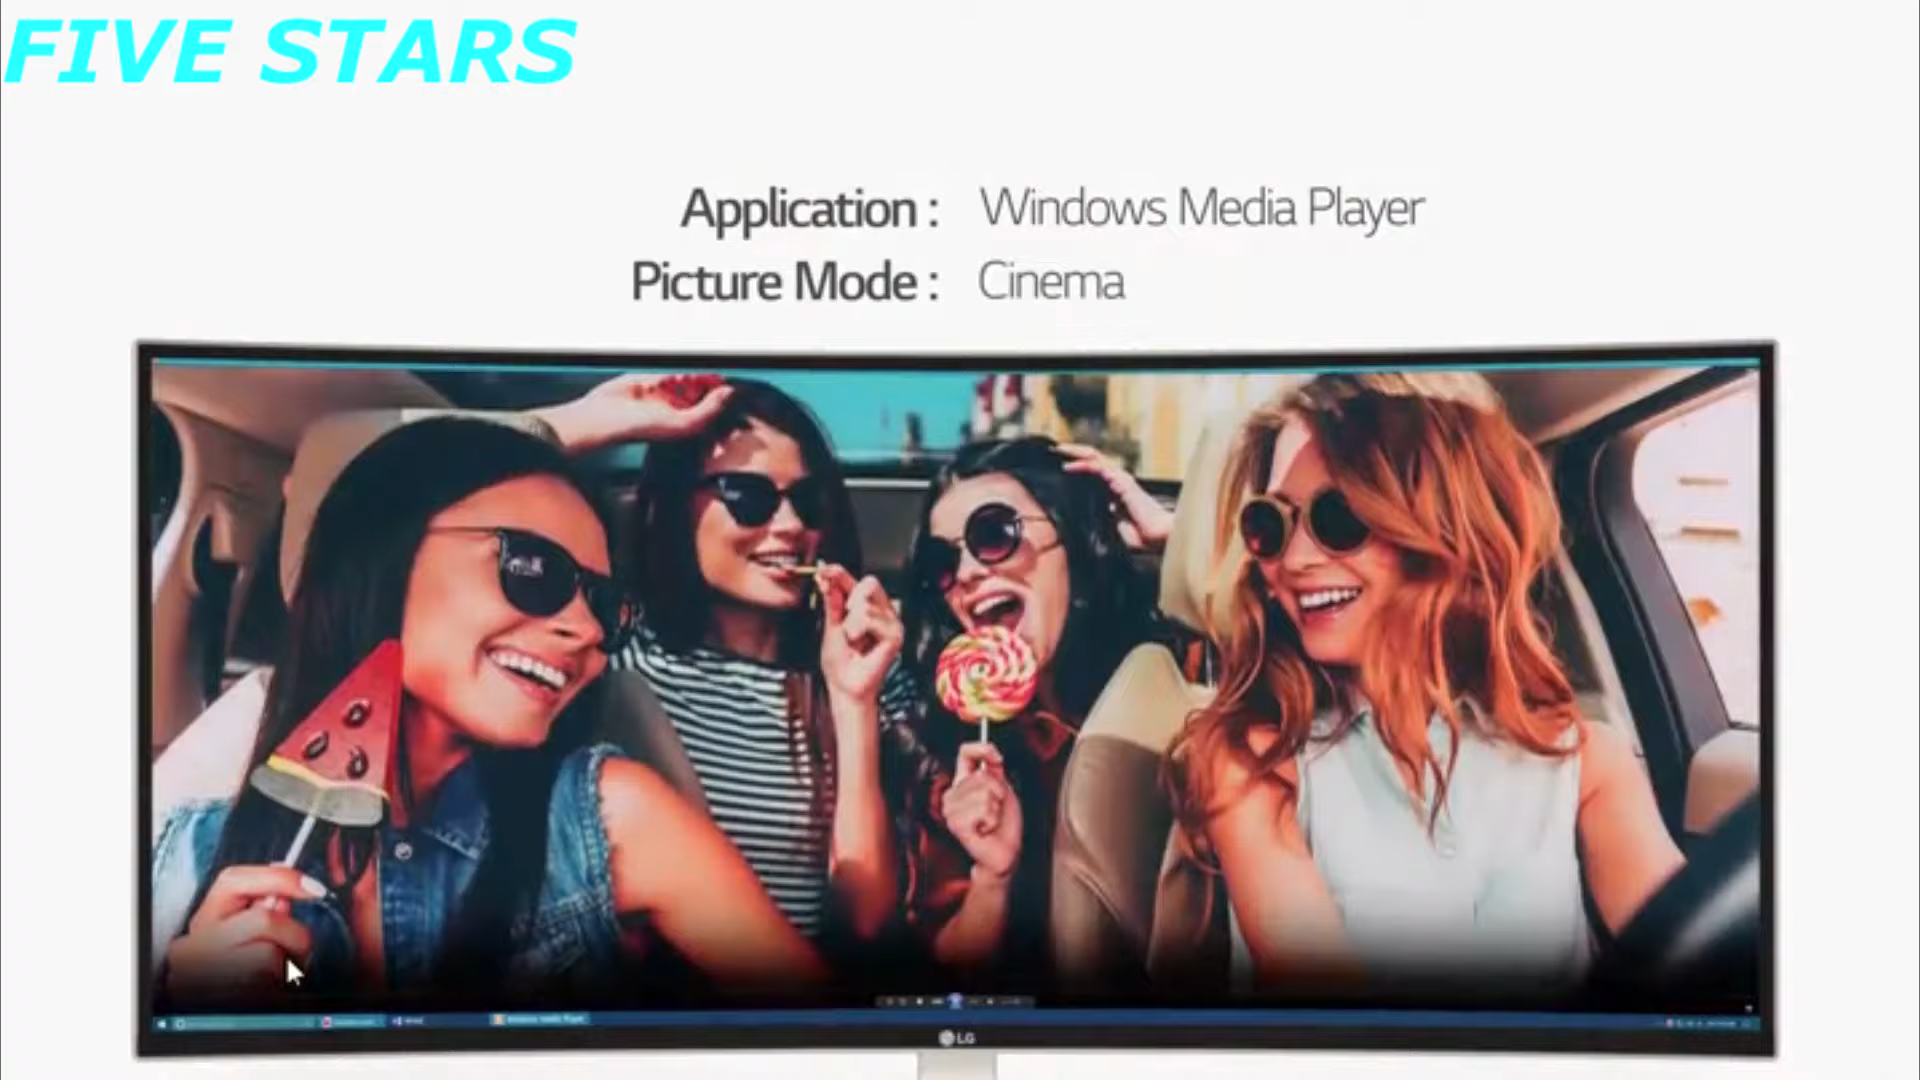 FIVE STARS
Application : Windows Media Player
Picture Mode : Cinema
LG